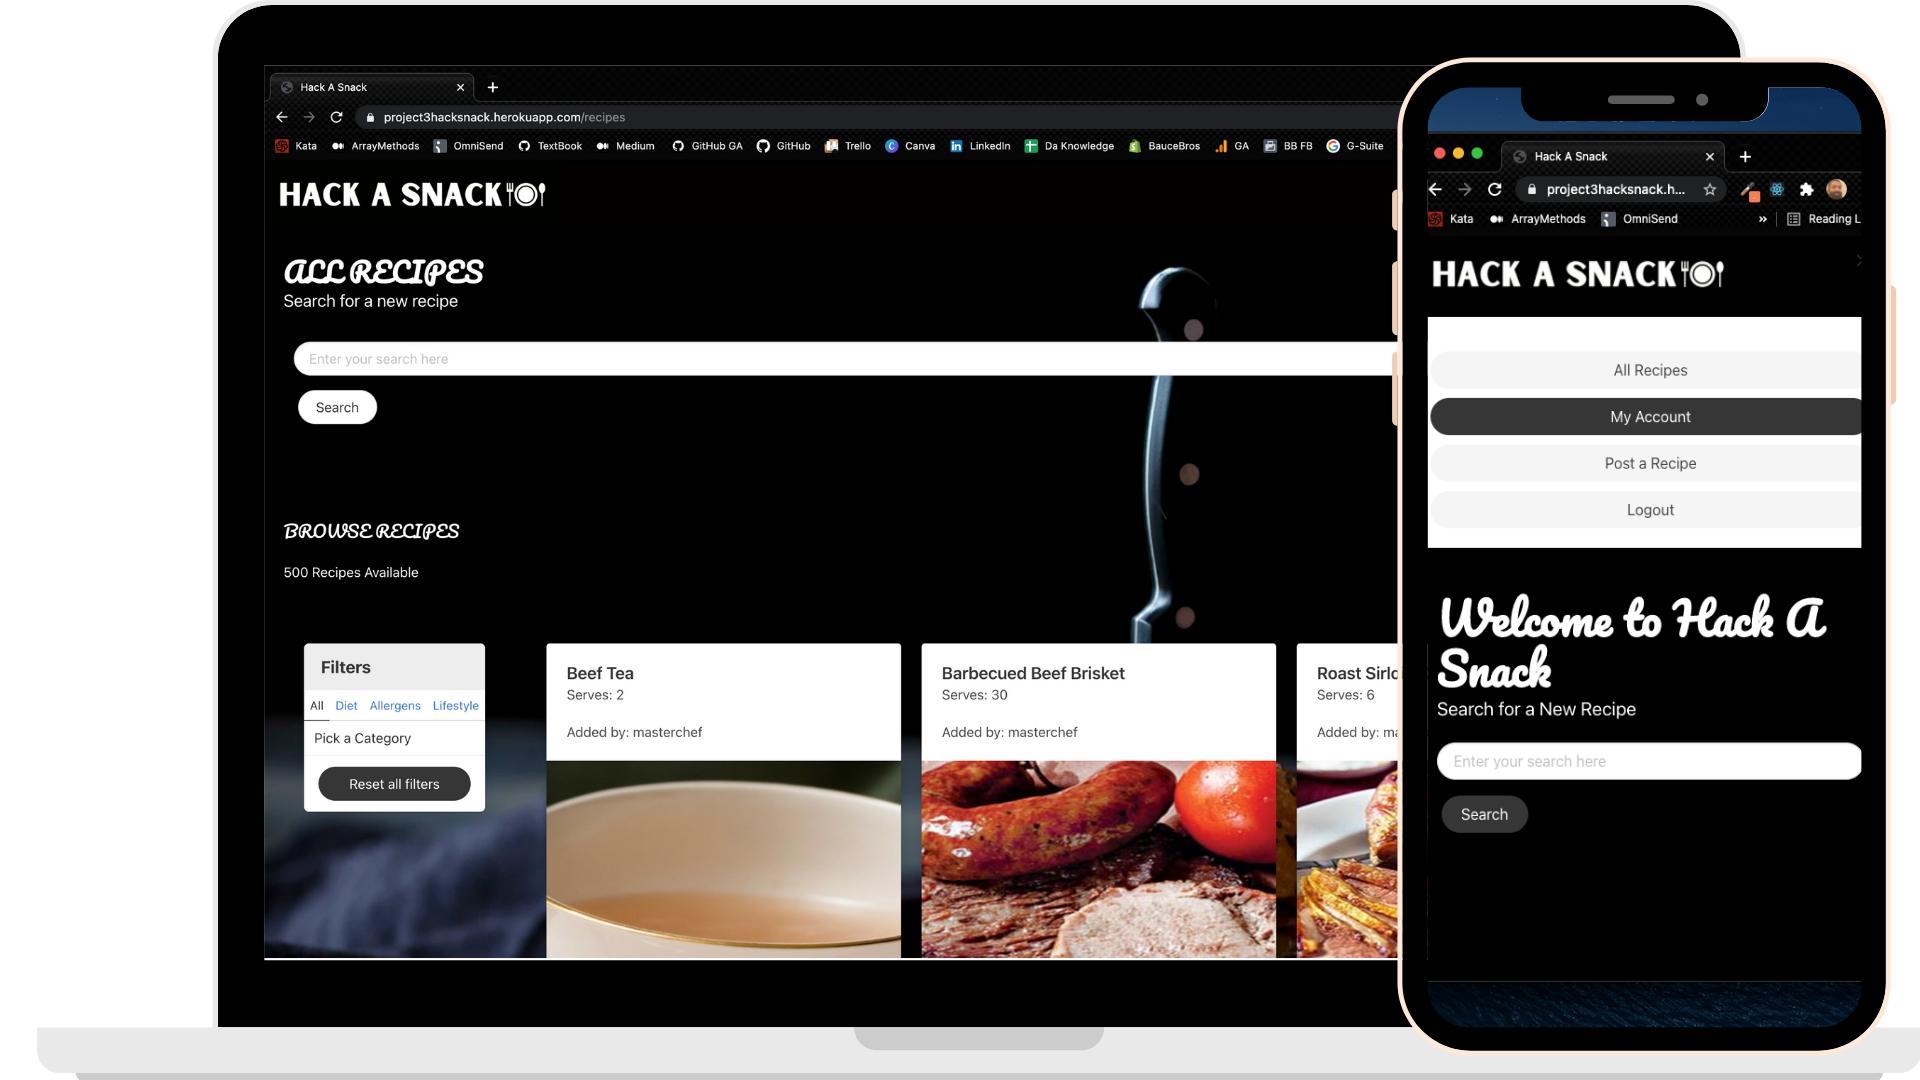 Hack A Snack
project3hacksnack.herokuapp.com/recipes
Kata ArrayMethods OmniSend TextBook Medium GitHub GA GitHub Trello Canva LinkedIn Da Knowledge BauceBros GA BB FB G-Suite
HACK A SNACK
ALL RECIPES
Search for a new recipe
Enter your search here
Search
BROWSE RECIPES
500 Recipes Available
Filters
All Diet Allergens Lifestyle
Pick a Category
Reset all filters
Beef Tea
Serves: 2
Added by: masterchef
Barbecued Beef Brisket
Serves: 30
Added by: masterchef
Roast Sirlo
Serves: 6
Added by: ma
Hack A Snack
project3hacksnack.h...
Kata ArrayMethods OmniSend » Reading L
HACK A SNACK
All Recipes
My Account
Post a Recipe
Logout
Welcome to Hack A
Snack
Search for a New Recipe
Enter your search here
Search